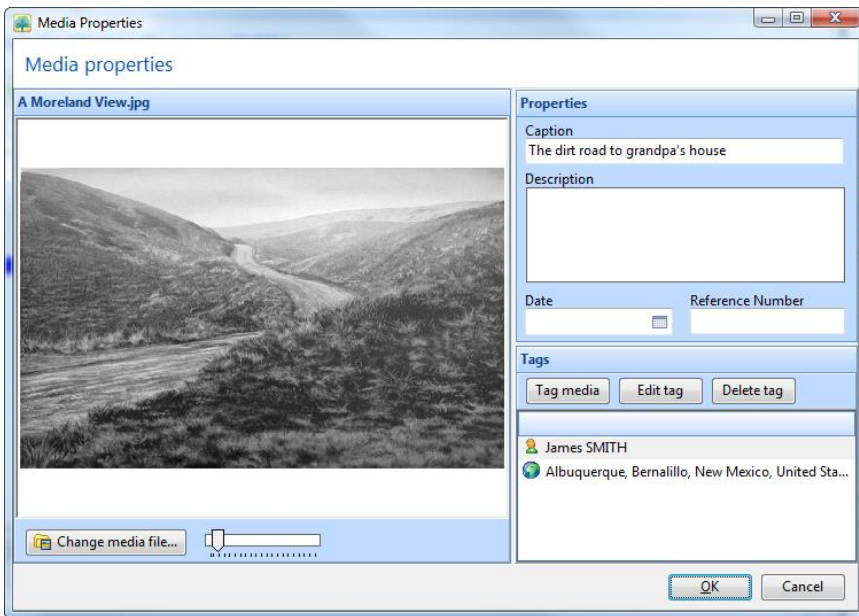 Media Properties
Media properties
A Moreland View.jpg
Properties
Caption
The dirt road to grandpa's house
Description
Date
Reference Number
Tags
Tag media
Edit tag
Delete tag
James SMITH
Albuquerque, Bernalillo, New Mexico, United Sta...
Change media file...
OK
Cancel